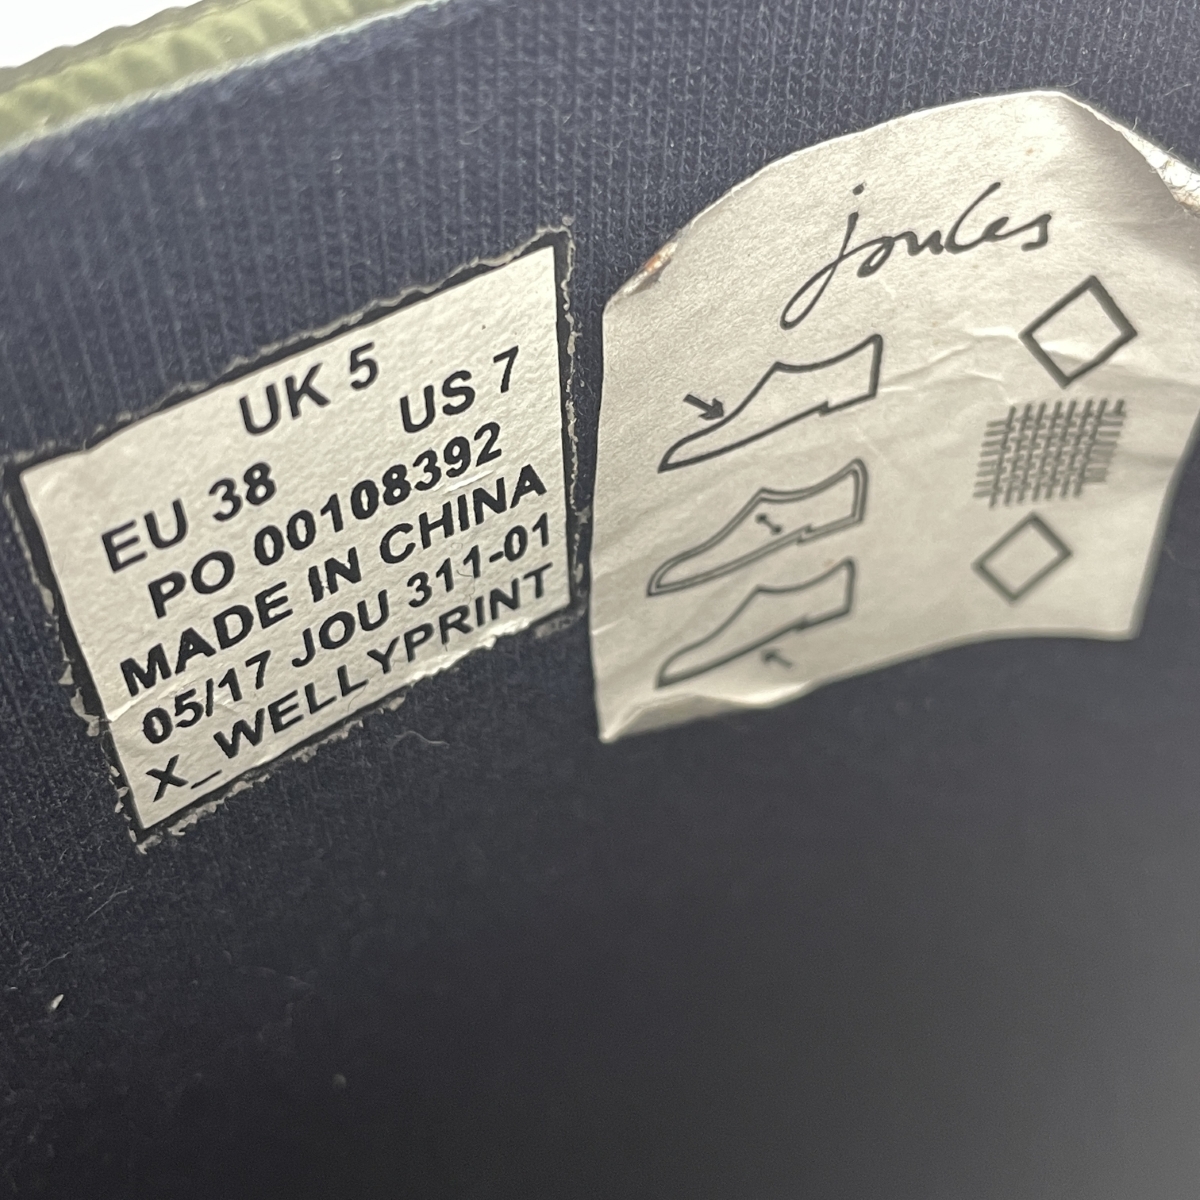 UK 5
EU 38 US 7
PO 00108392
MADE IN CHINA
05/17 JOU 311-01
X_WELLYPRINT
joules